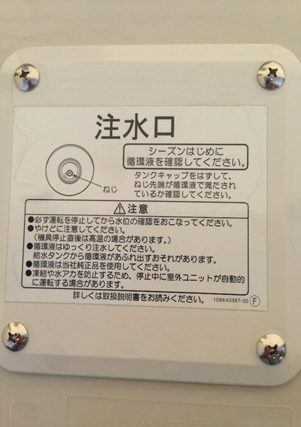 注水口
シーズンはじめに
循環液を確認してください。
タンクキャップをはずして、
ねじ先端が循環液で満たされ
ているか確認してください。
ねじ
⚠注意
●必ず運転を停止してから水位の確認をおこなってください。
●やけどに注意してください。
(機具停止直後は高温の場合があります。)
●循環液はゆっくり注水してください。
給水タンクから循環液があふれ出すおそれがあります。
●循環液は当社純正品を使用してください。
●凍結や水アカを防止するため、停止中に室外ユニットが自動的
に運転する場合があります。
詳しくは取扱説明書をお読みください。